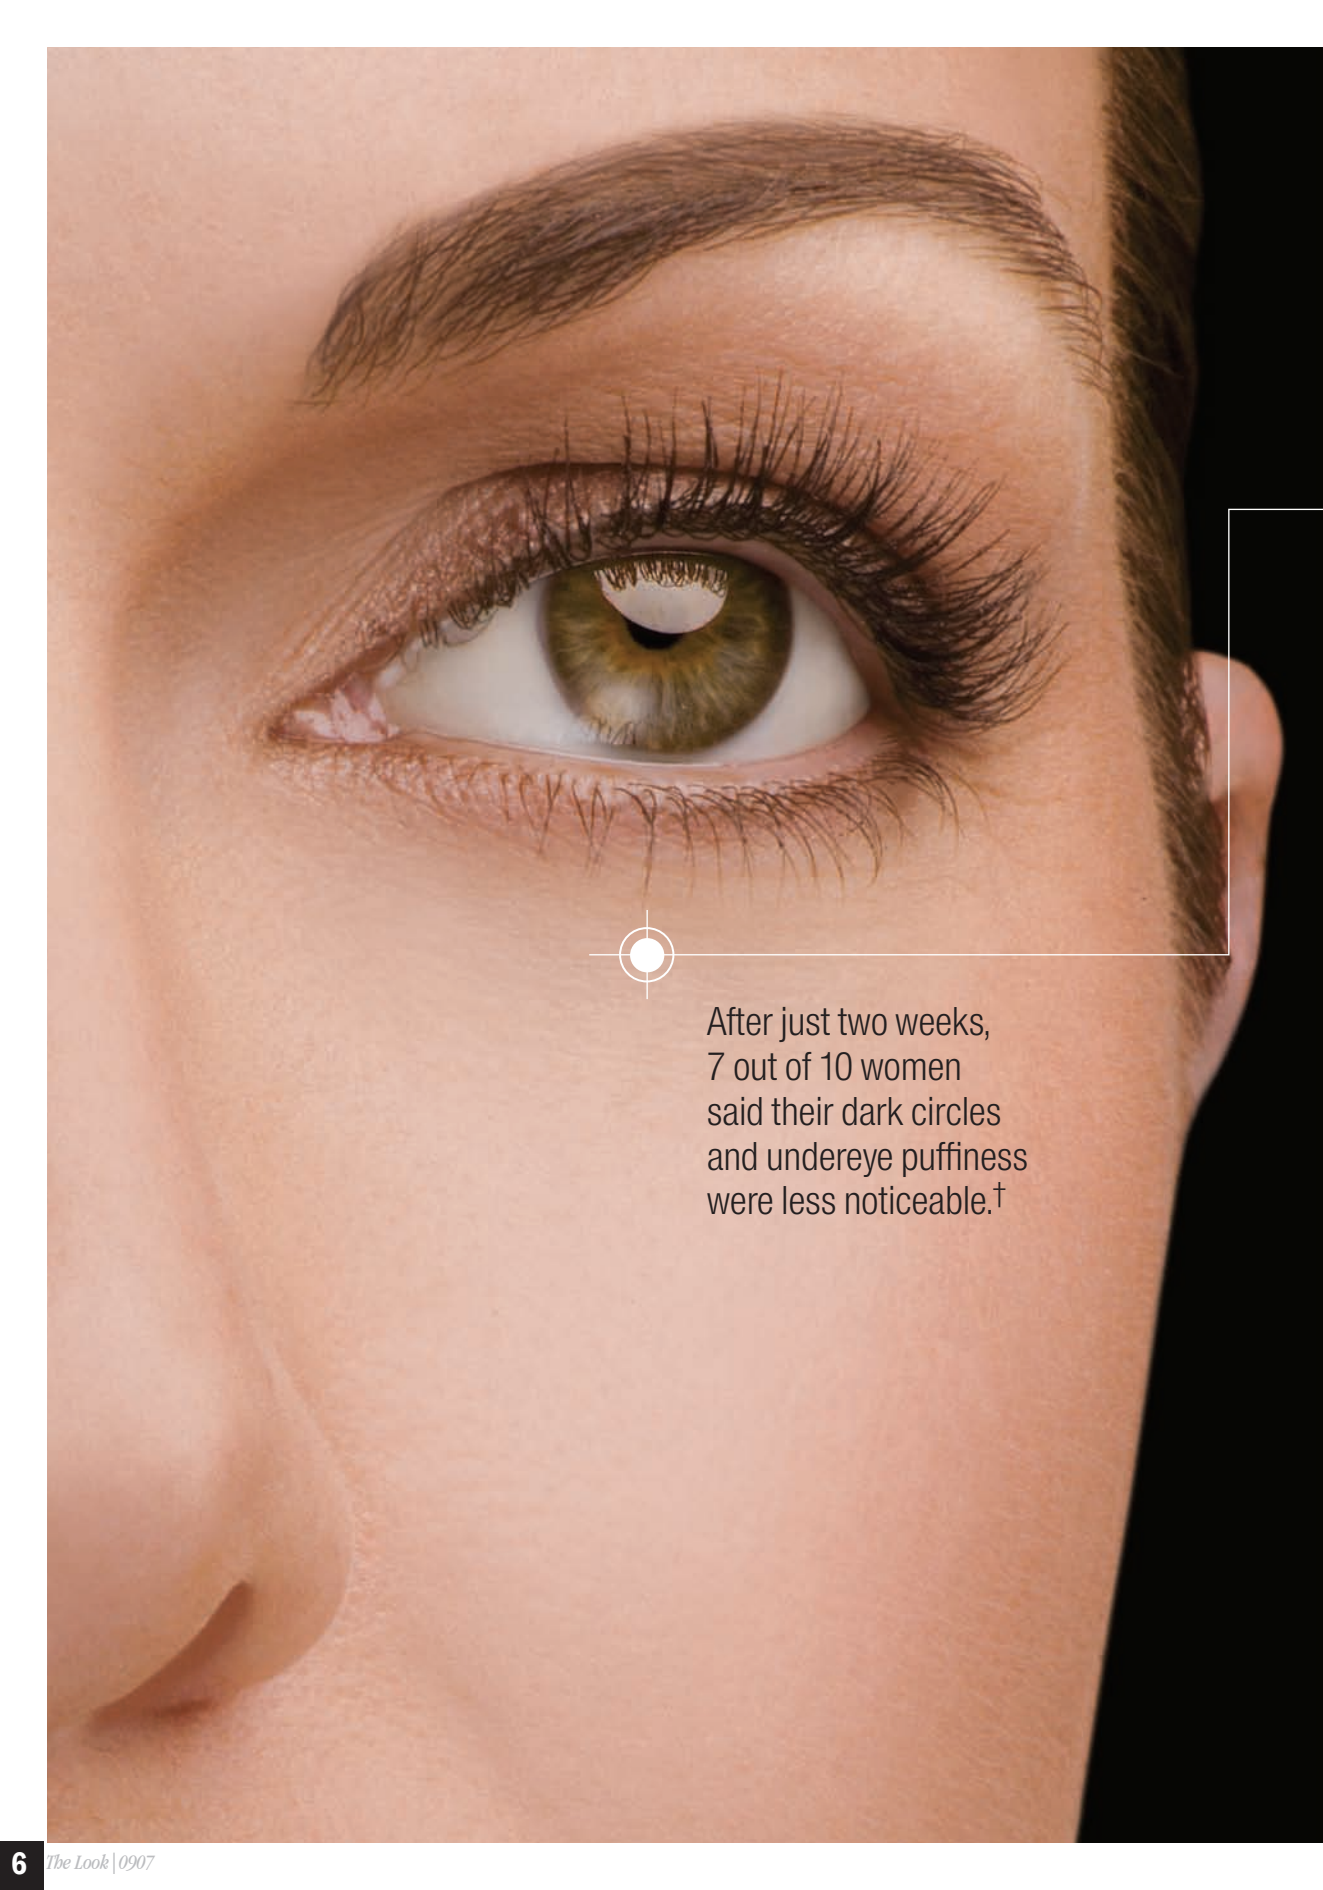 After just two weeks,
7 out of 10 women
said their dark circles
and undereye puffiness
were less noticeable.†
6 The Look | 0907